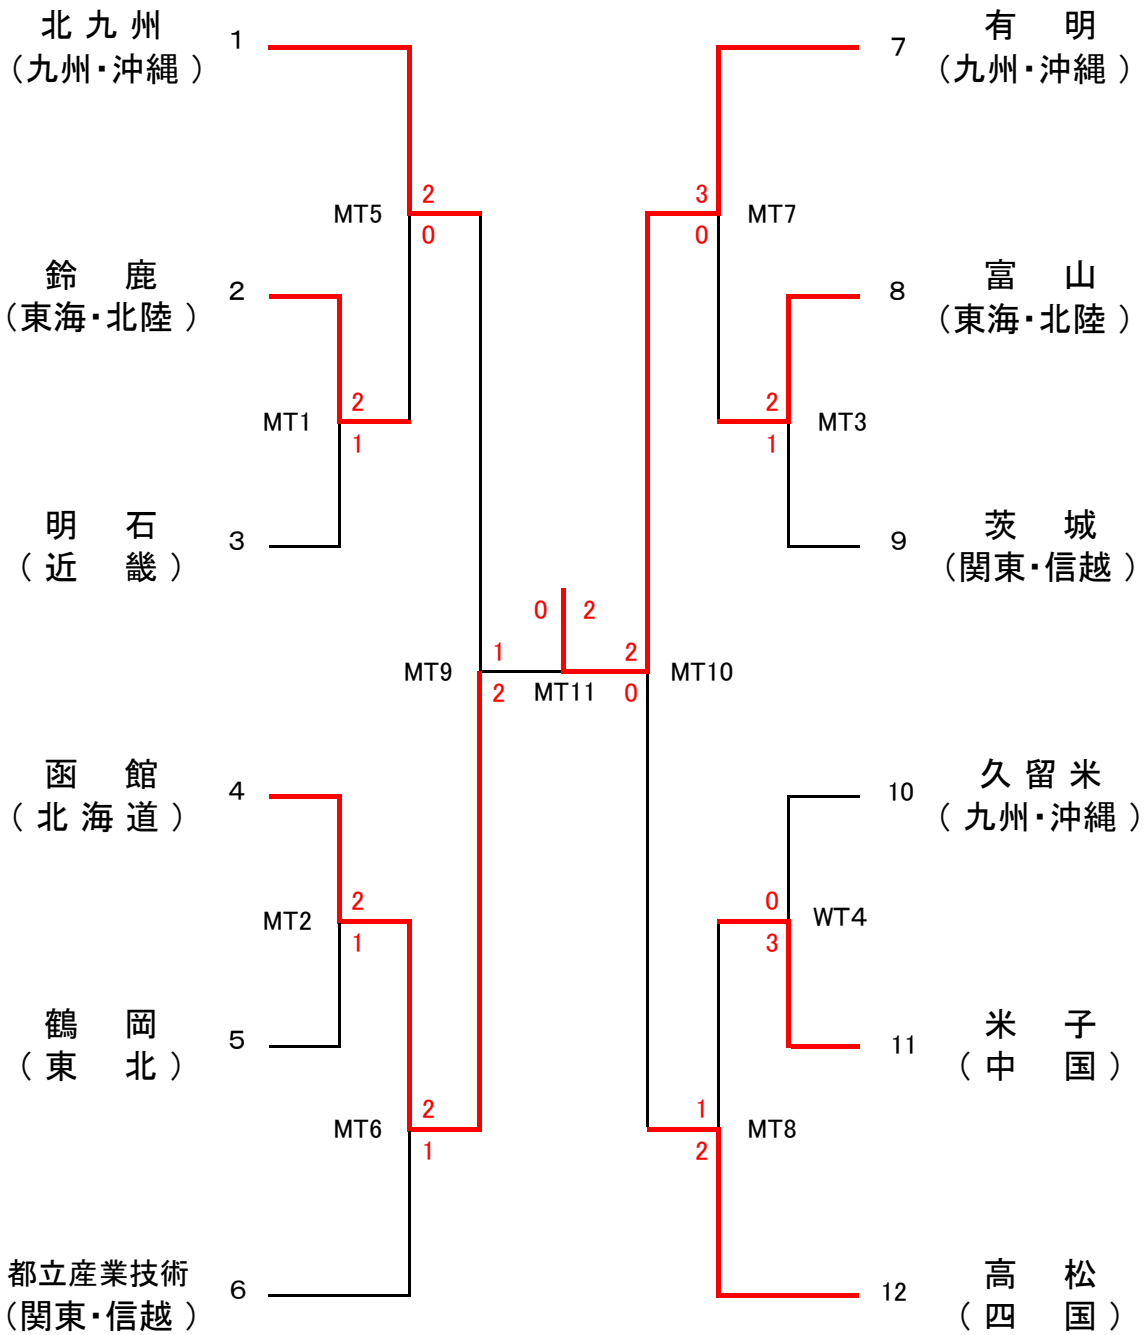 北九州 1
（九州・沖縄）
MT5 2
0
鈴 鹿 2
（東海・北陸）
MT1 2
1
明 石 3
（近 畿）
MT9 1
2
函 館 4
（北海道）
MT2 2
1
鶴 岡 5
（東 北）
MT6 2
1
都立産業技術 6
（関東・信越）
0 2
MT11
7 有 明
（九州・沖縄）
3 MT7
0
8 富 山
（東海・北陸）
2 MT3
1
9 茨 城
（関東・信越）
2 MT10
0
10 久留米
（九州・沖縄）
0 WT4
3
11 米 子
（中 国）
1 MT8
2
12 高 松
（四 国）